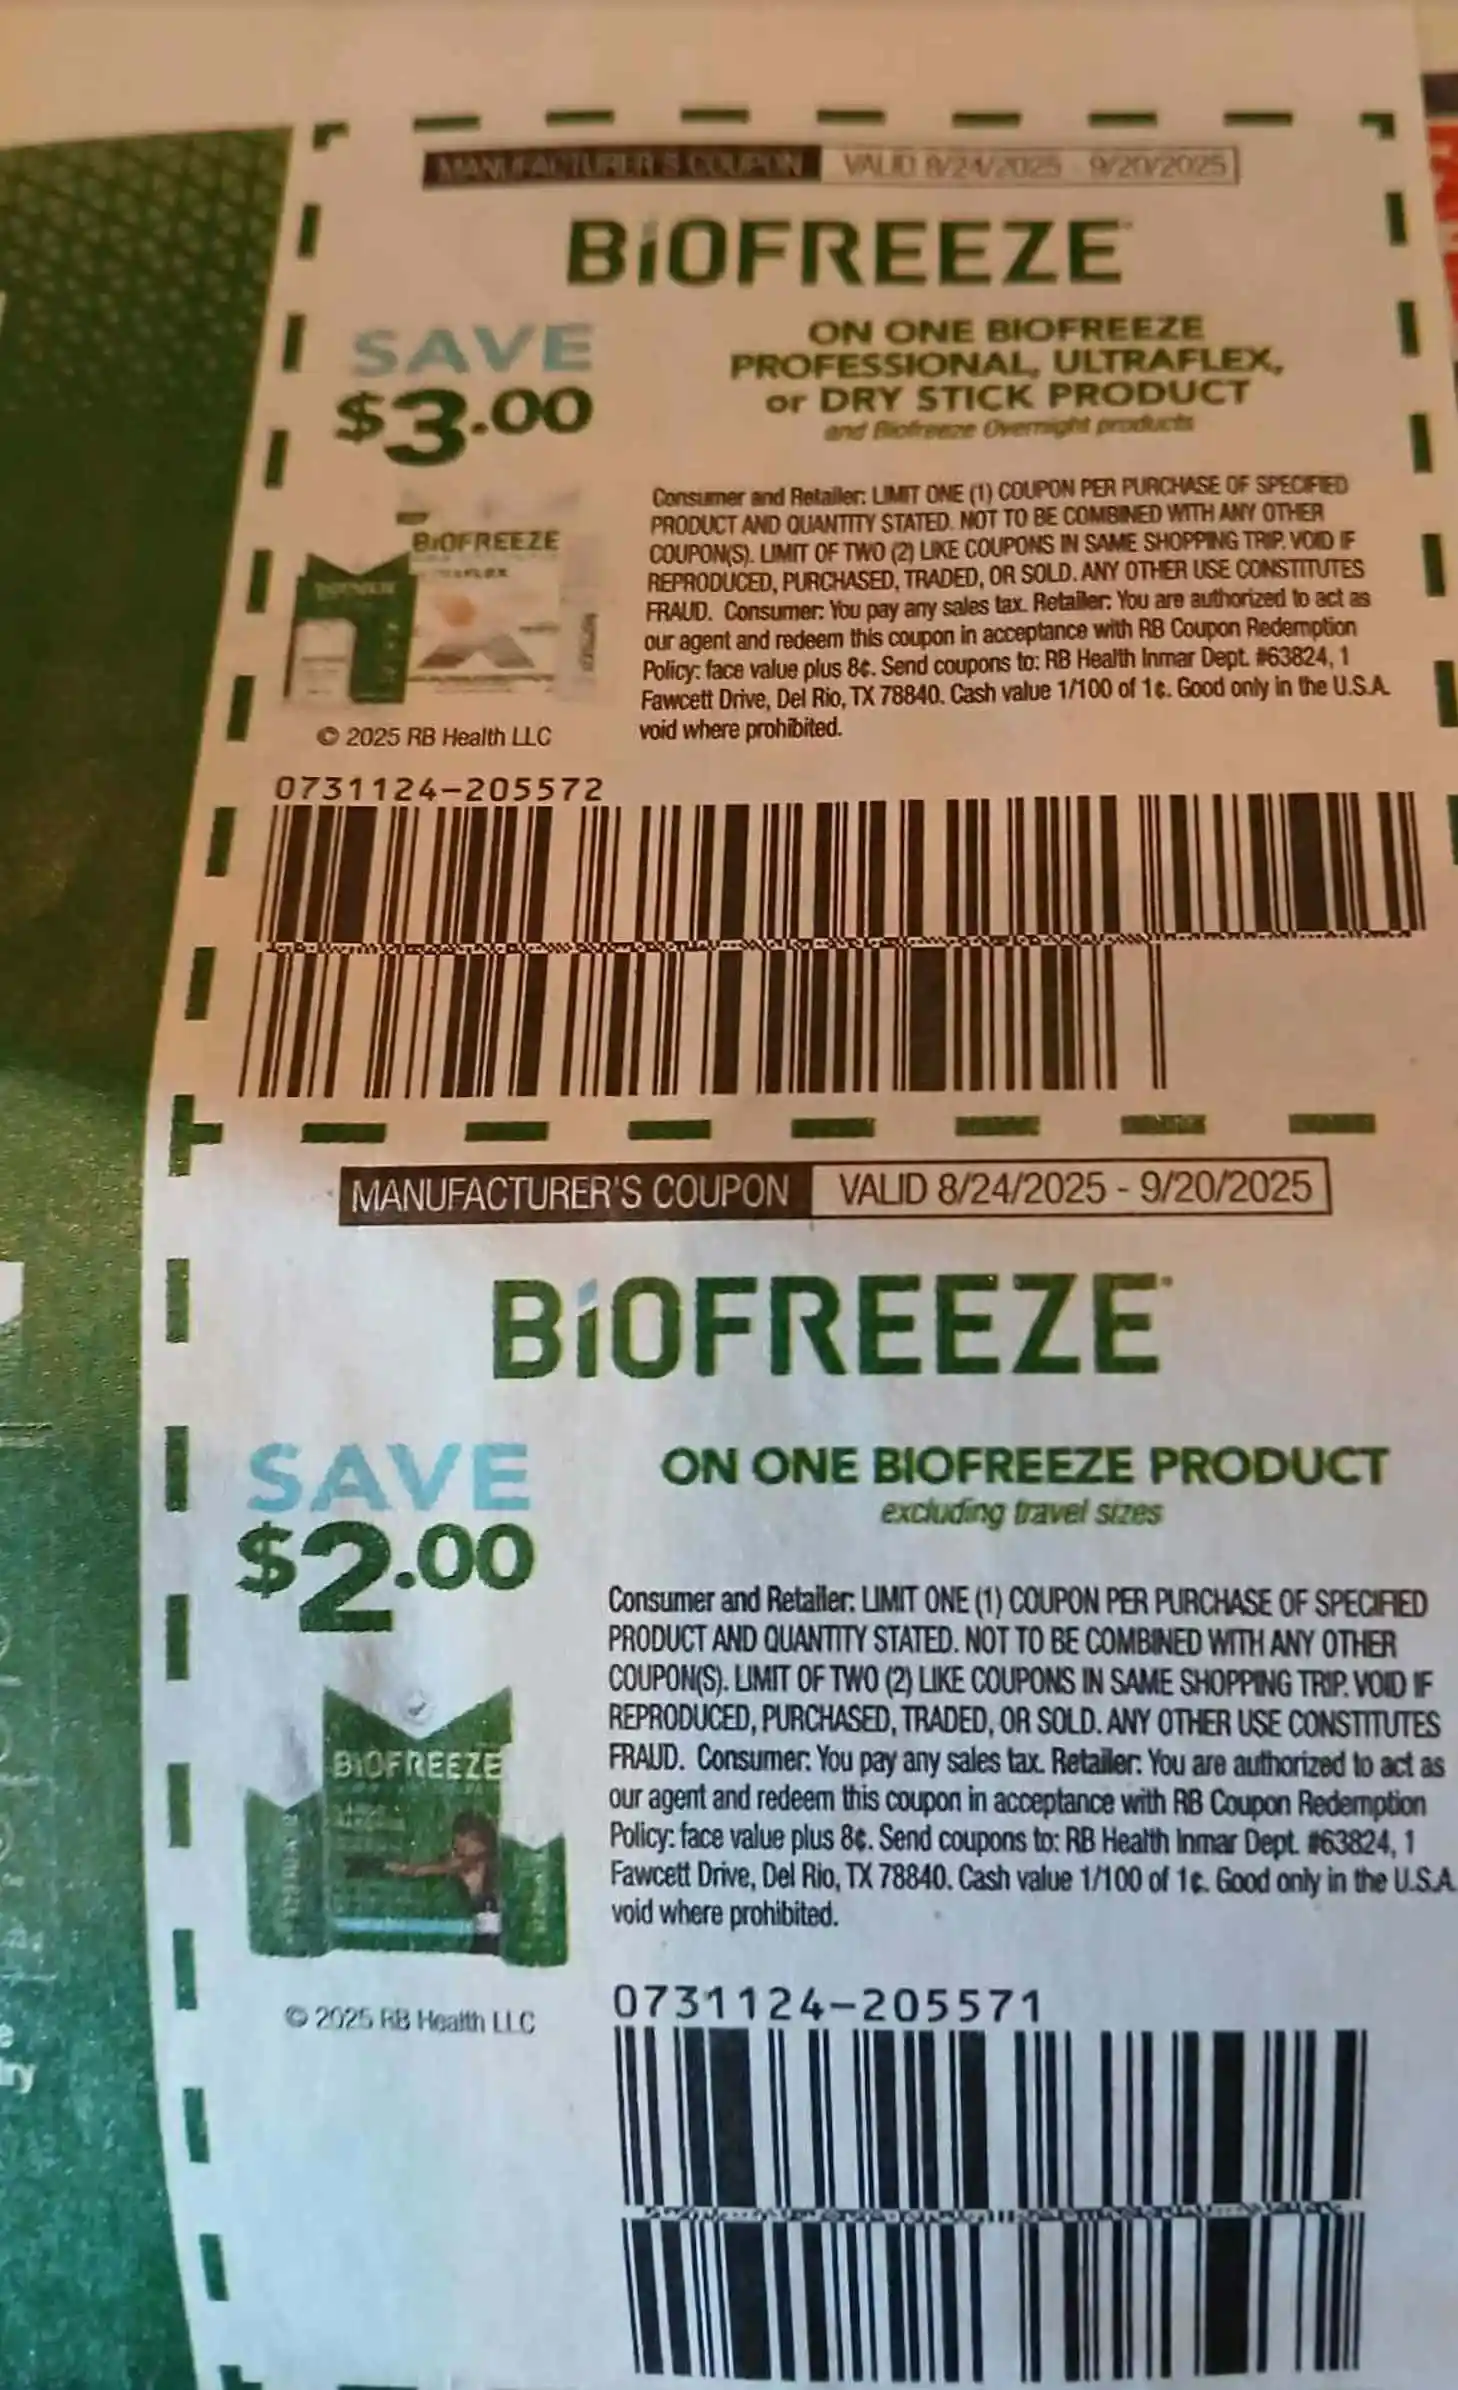 MANUFACTURER'S COUPON VALID 8/24/2025 - 9/20/2025
BIOFREEZE
SAVE
$3.00
ON ONE BIOFREEZE
PROFESSIONAL, ULTRAFLEX,
or DRY STICK PRODUCT
and Biofreeze Overnight products
BIOFREEZE
Consumer and Retailer: LIMIT ONE (1) COUPON PER PURCHASE OF SPECIFIED
PRODUCT AND QUANTITY STATED. NOT TO BE COMBINED WITH ANY OTHER
COUPON(S). LIMIT OF TWO (2) LIKE COUPONS IN SAME SHOPPING TRIP. VOID IF
REPRODUCED, PURCHASED, TRADED, OR SOLD. ANY OTHER USE CONSTITUTES
FRAUD. Consumer: You pay any sales tax. Retailer: You are authorized to act as
our agent and redeem this coupon in acceptance with RB Coupon Redemption
Policy: face value plus 8¢. Send coupons to: RB Health Inmar Dept. #63824, 1
Fawcett Drive, Del Rio, TX 78840. Cash value 1/100 of 1¢. Good only in the U.S.A.
void where prohibited.
© 2025 RB Health LLC
0731124-205572
MANUFACTURER'S COUPON VALID 8/24/2025 - 9/20/2025
BIOFREEZE
SAVE
$2.00
ON ONE BIOFREEZE PRODUCT
excluding travel sizes
BIOFREEZE
Consumer and Retailer: LIMIT ONE (1) COUPON PER PURCHASE OF SPECIFIED
PRODUCT AND QUANTITY STATED. NOT TO BE COMBINED WITH ANY OTHER
COUPON(S). LIMIT OF TWO (2) LIKE COUPONS IN SAME SHOPPING TRIP. VOID IF
REPRODUCED, PURCHASED, TRADED, OR SOLD. ANY OTHER USE CONSTITUTES
FRAUD. Consumer: You pay any sales tax. Retailer: You are authorized to act as
our agent and redeem this coupon in acceptance with RB Coupon Redemption
Policy: face value plus 8¢. Send coupons to: RB Health Inmar Dept. #63824, 1
Fawcett Drive, Del Rio, TX 78840. Cash value 1/100 of 1¢. Good only in the U.S.A.
void where prohibited.
© 2025 RB Health LLC
0731124-205571